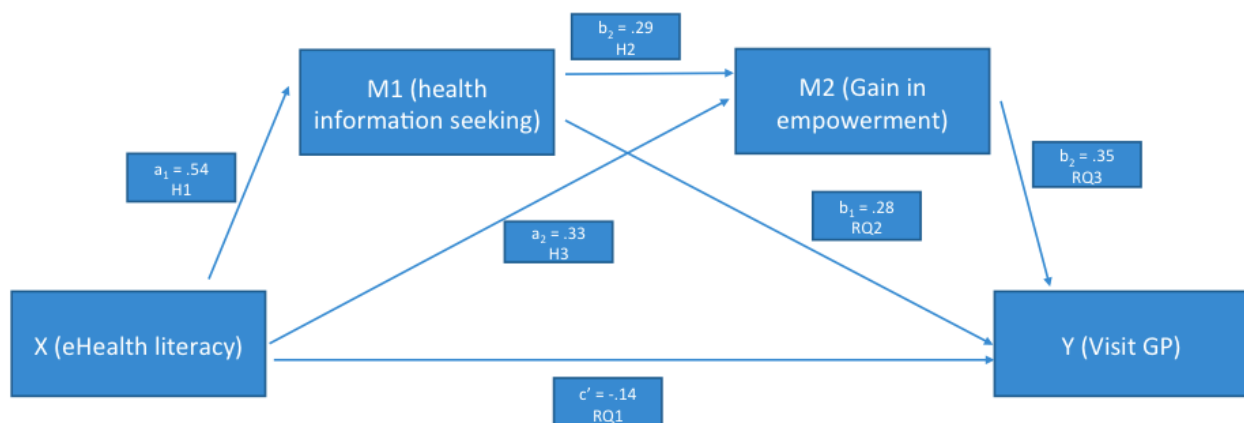 b₂ = .29
H2
M1 (health
information seeking)
M2 (Gain in
empowerment)
a₁ = .54
H1
b₂ = .35
RQ3
b₁ = .28
RQ2
a₂ = .33
H3
X (eHealth literacy)
Y (Visit GP)
c’ = -.14
RQ1